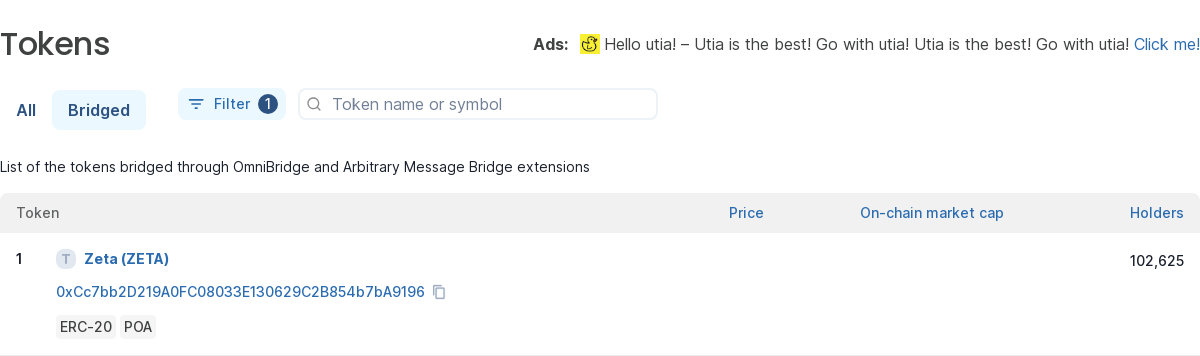 Tokens
Ads: Hello utia! – Utia is the best! Go with utia! Utia is the best! Go with utia! Click me!
All Bridged Filter 1 Token name or symbol
List of the tokens bridged through OmniBridge and Arbitrary Message Bridge extensions
Token Price On-chain market cap Holders
1 T Zeta (ZETA) 102,625
0xCc7bb2D219A0FC08033E130629C2B854b7bA9196
ERC-20 POA